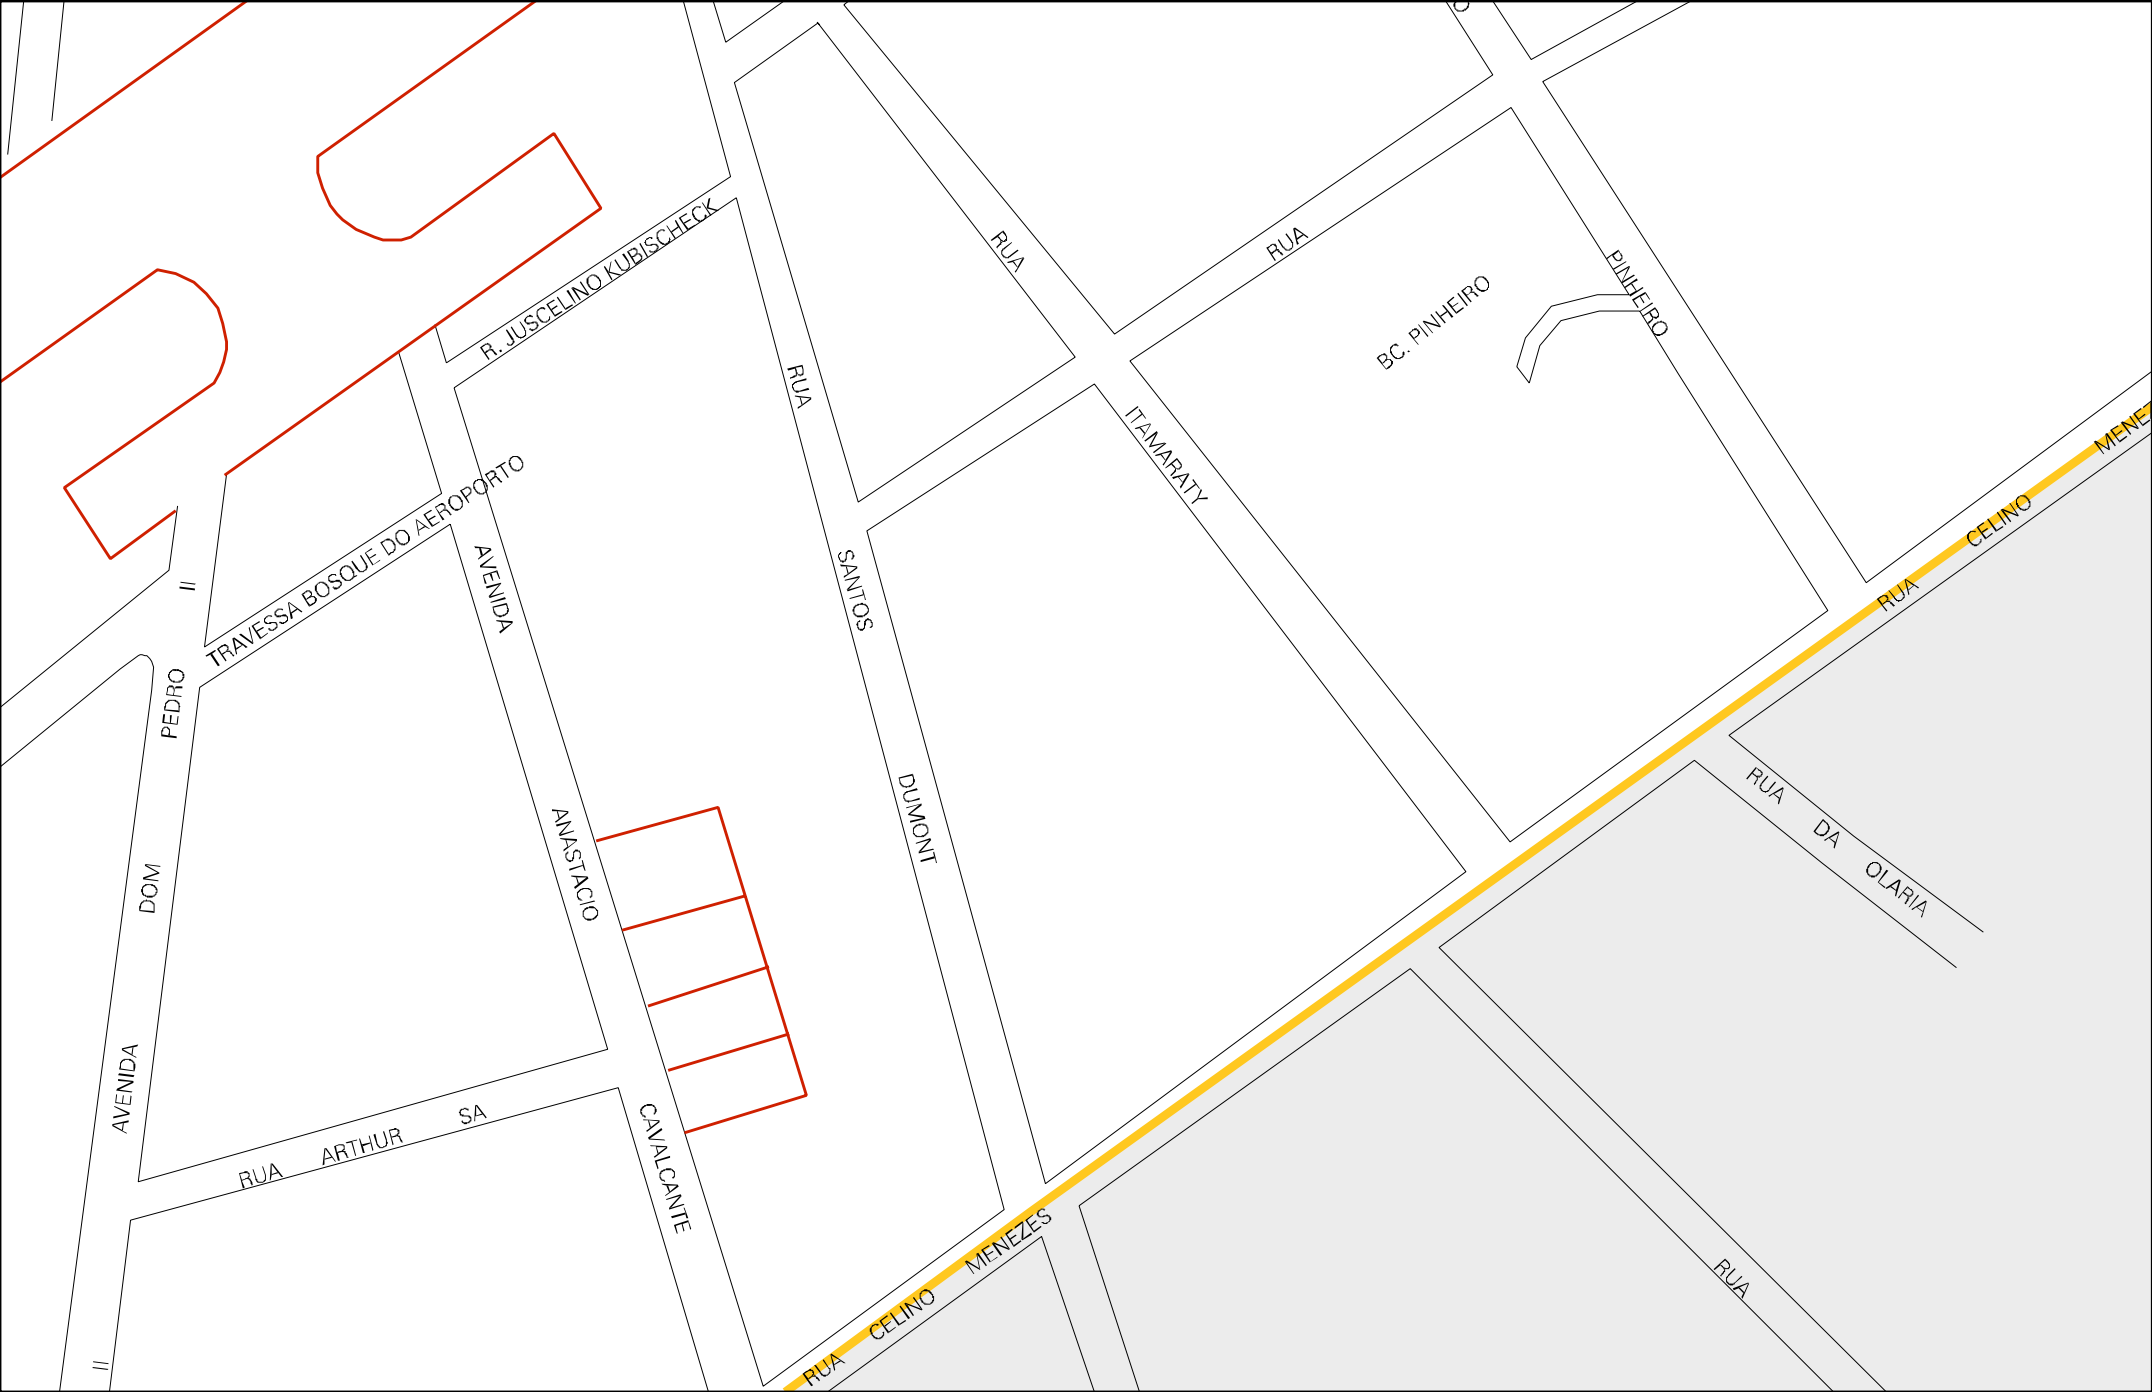 R. JUSCELINO KUBISCHECK
RUA
RUA
PINHEIRO
BC. PINHEIRO
RUA
ITAMARATY
TRAVESSA BOSQUE DO AEROPORTO
MENE
CELINO
RUA
AVENIDA
SANTOS
II
PEDRO
DOM
AVENIDA
ANASTACIO
DUMONT
RUA
DA
OLARIA
RUA
ARTHUR
SA
CAVALCANTE
MENEZES
CELINO
RUA
RUA
II